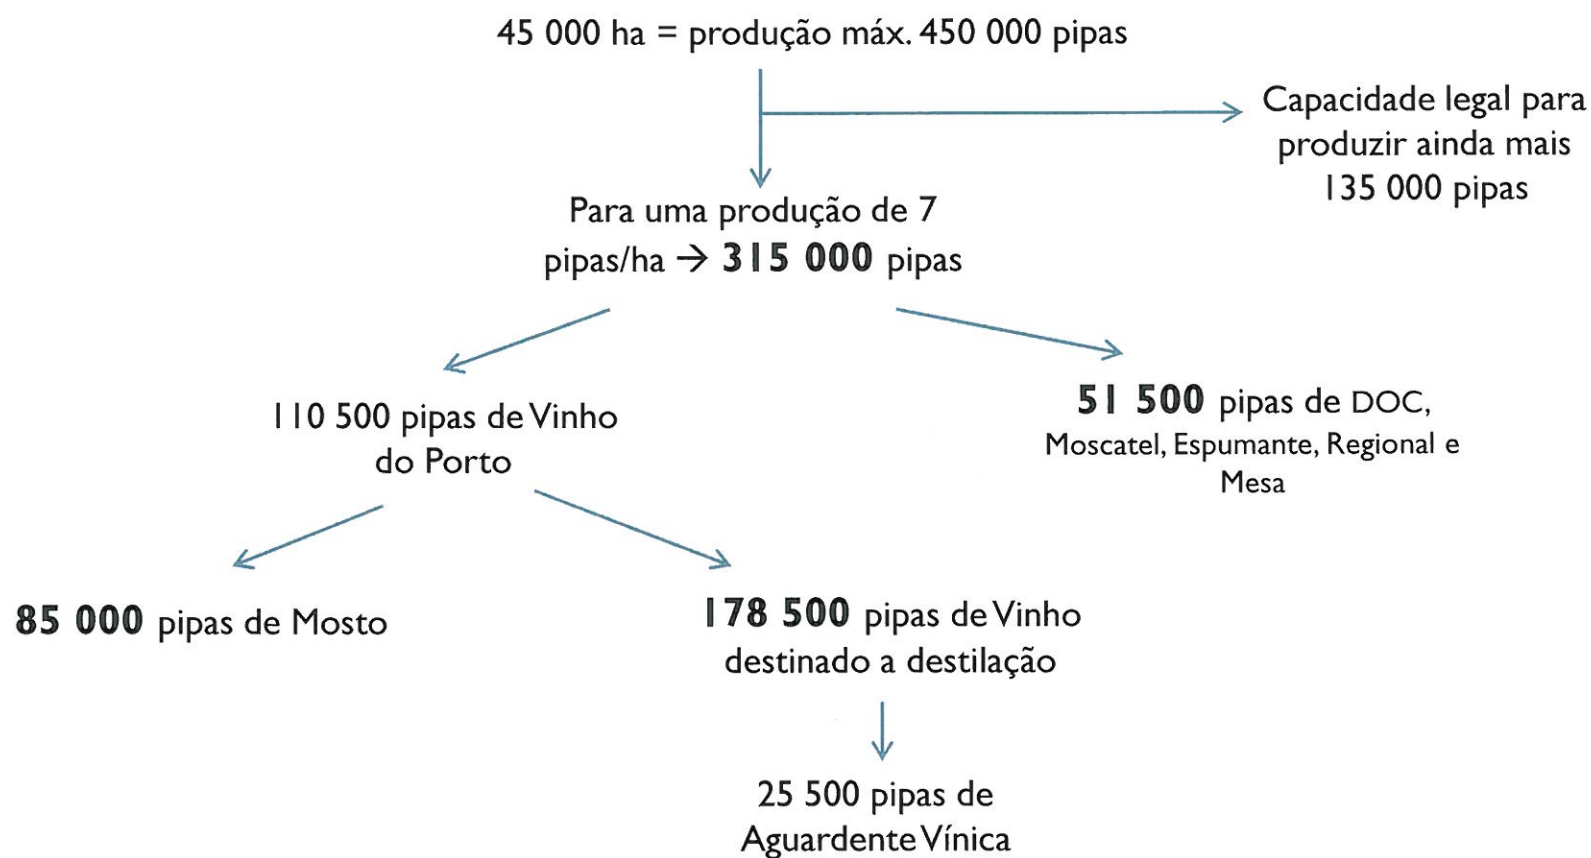 45 000 ha = produção máx. 450 000 pipas
Capacidade legal para
produzir ainda mais
135 000 pipas
Para uma produção de 7
pipas/ha → 315 000 pipas
110 500 pipas de Vinho
do Porto
51 500 pipas de DOC,
Moscatel, Espumante, Regional e
Mesa
85 000 pipas de Mosto
178 500 pipas de Vinho
destinado a destilação
25 500 pipas de
Aguardente Vínica